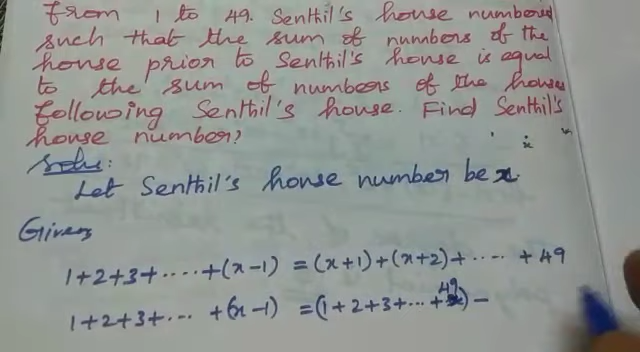 from 1 to 49. Senthil's house numbered
such that the sum of numbers of the
house prior to Senthil's house is equal
to the sum of numbers of the houses
following Senthil's house. Find Senthil's
house number?
Soln:
Let Senthil's house number be x.
Given
1+2+3+....+(x-1) = (x+1)+(x+2)+.... +49
1+2+3+... +(x-1) = (1+2+3+...+49) -